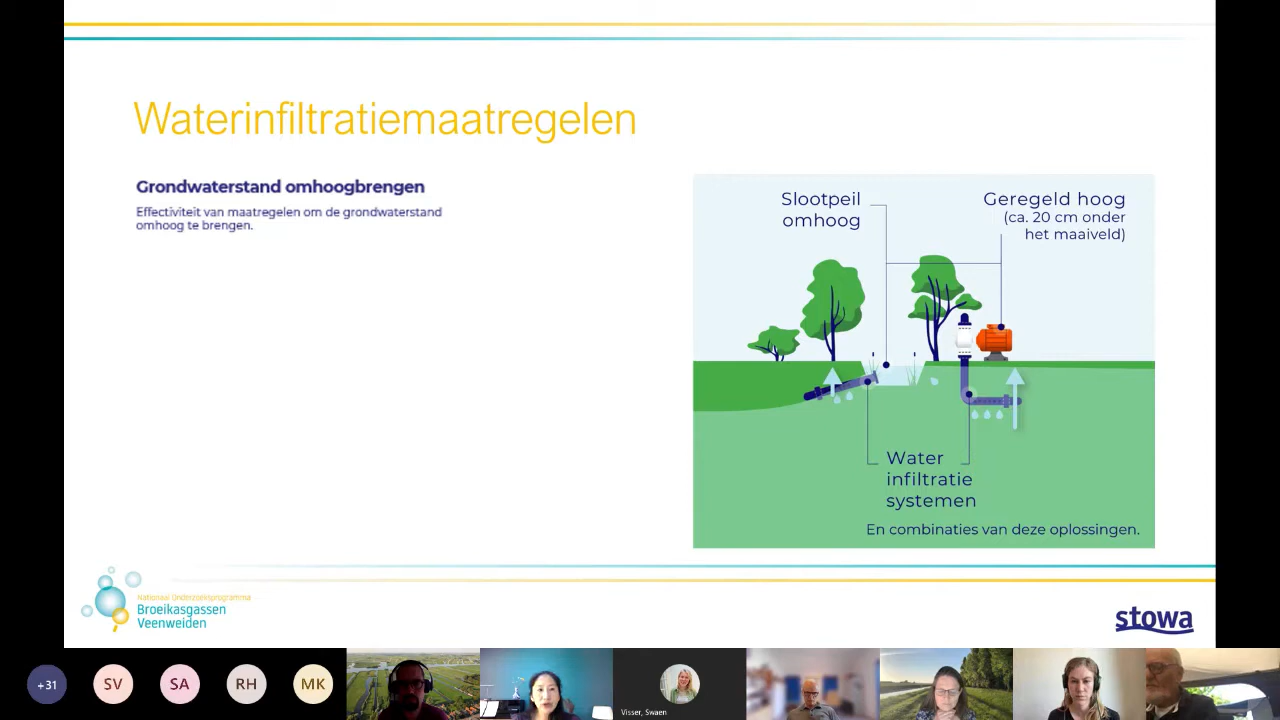 Waterinfiltratiemaatregelen
Grondwaterstand omhoogbrengen
Effectiviteit van maatregelen om de grondwaterstand
omhoog te brengen.
Slootpeil
omhoog
Geregeld hoog
(ca. 20 cm onder
het maaiveld)
Water
infiltratie
systemen
En combinaties van deze oplossingen.
Nationaal Onderzoeksprogramma
Broeikasgassen
Veenweiden
stowa
+31
SV
SA
RH
MK
Visser, Swaen